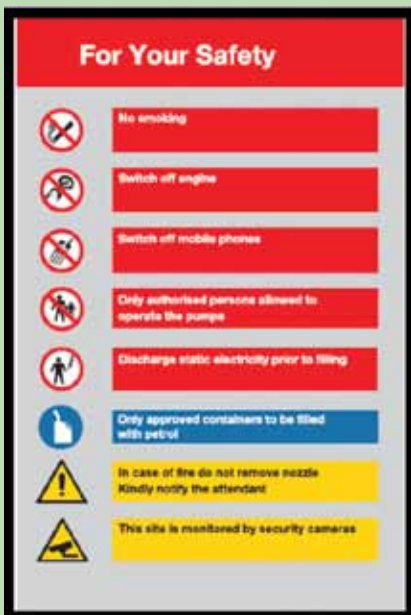 For Your Safety
No smoking
Switch off engine
Switch off mobile phones
Only authorised persons allowed to
operate the pumps
Discharge static electricity prior to filling
Only approved containers to be filled
with petrol
In case of fire do not remove nozzle
Kindly notify the attendant
This site is monitored by security cameras